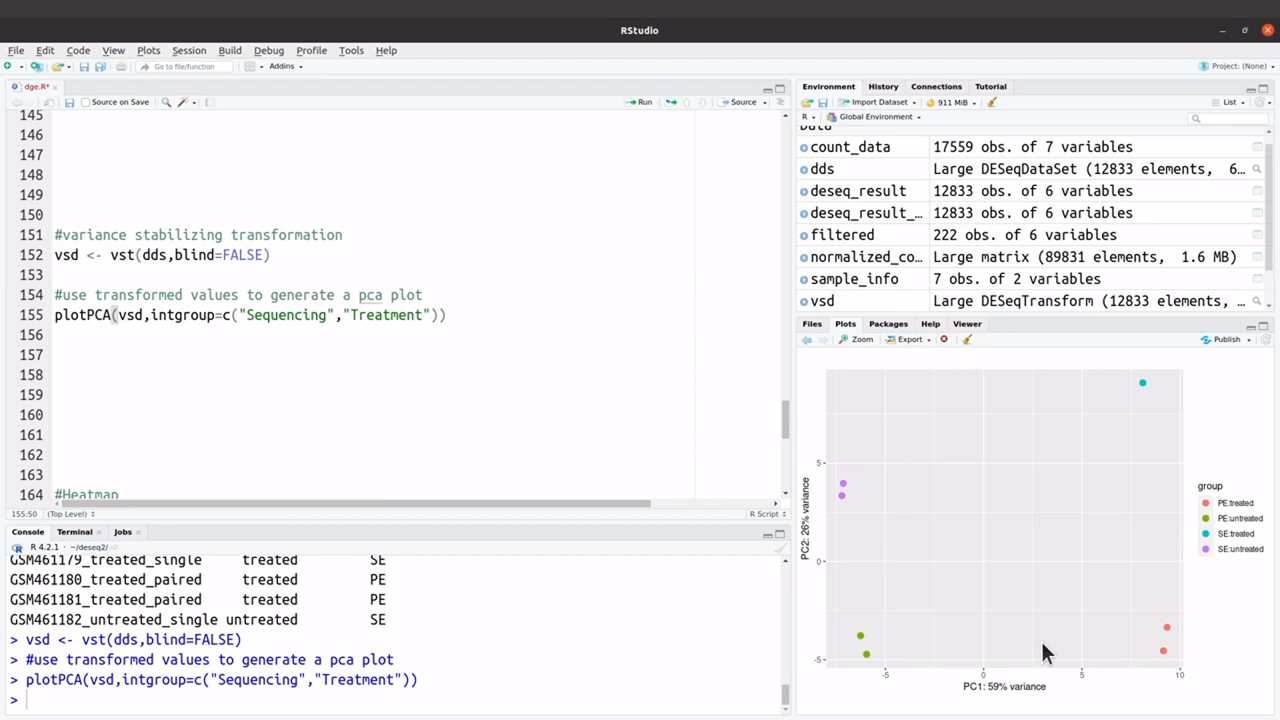 RStudio
File Edit Code View Plots Session Build Debug Profile Tools Help
Go to file/function Addins Project: (None)
dge.R*
Source on Save Run Source
145
146
147
148
149
150
151 #variance stabilizing transformation
152 vsd <- vst(dds,blind=FALSE)
153
154 #use transformed values to generate a pca plot
155 plotPCA(vsd,intgroup=c("Sequencing","Treatment"))
156
157
158
159
160
161
162
163
164 #Heatmap
155:50 (Top Level) R Script
Console Terminal Jobs
R 4.2.1 · ~/deseq2/
GSM461179_treated_single treated SE
GSM461180_treated_paired treated PE
GSM461181_treated_paired treated PE
GSM461182_untreated_single untreated SE
> vsd <- vst(dds,blind=FALSE)
> #use transformed values to generate a pca plot
> plotPCA(vsd,intgroup=c("Sequencing","Treatment"))
>
Environment History Connections Tutorial
Import Dataset 911 MiB List
R Global Environment
Data
count_data 17559 obs. of 7 variables
dds Large DESeqDataSet (12833 elements, 6…
deseq_result 12833 obs. of 6 variables
deseq_result_… 12833 obs. of 6 variables
filtered 222 obs. of 6 variables
normalized_co… Large matrix (89831 elements, 1.6 MB)
sample_info 7 obs. of 2 variables
vsd Large DESeqTransform (12833 elements, …
Files Plots Packages Help Viewer
Zoom Export Publish
5
0
-5
PC2: 26% variance
-5 0 5 10
PC1: 59% variance
group
PE:treated
PE:untreated
SE:treated
SE:untreated